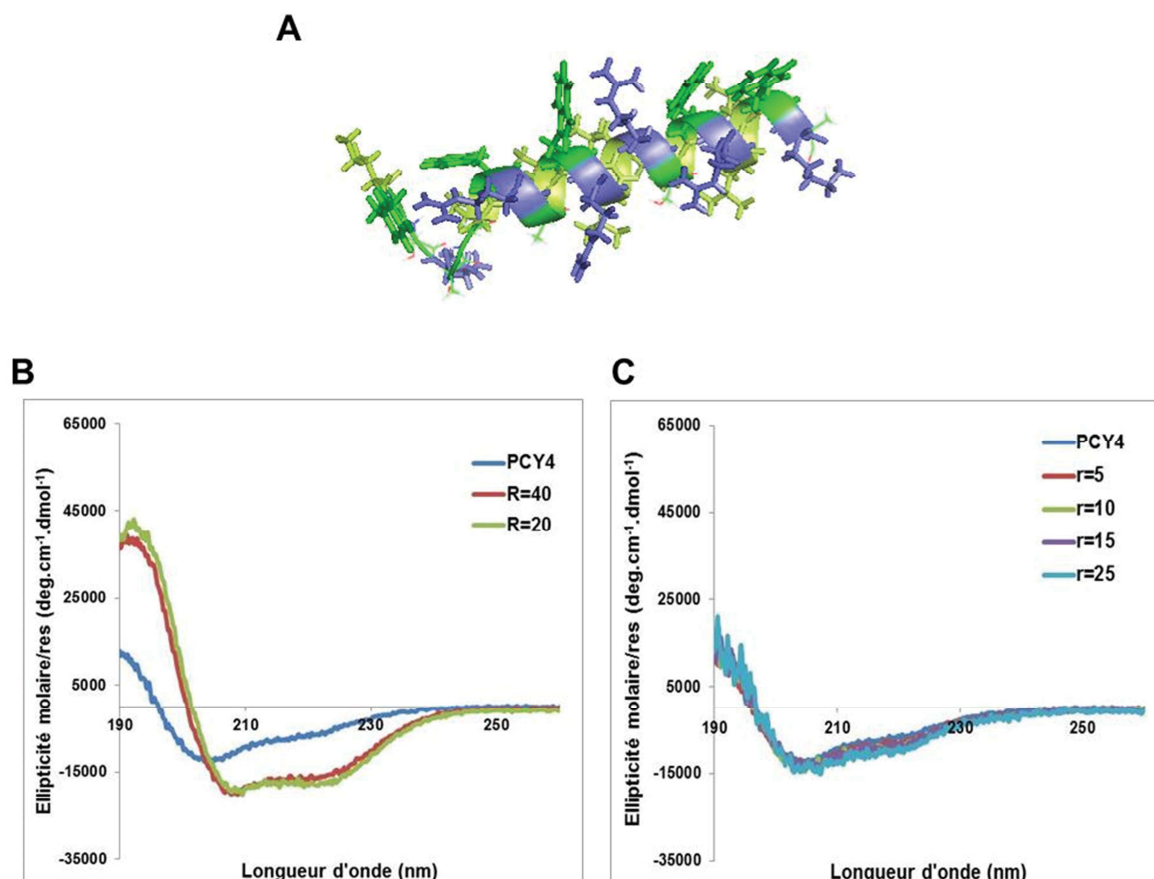 A
B
Ellipticité molaire/res (deg.cm⁻¹.dmol⁻¹)
65000
45000
25000
5000
-15000
-35000
190
210
230
250
PCY4
R=40
R=20
Longueur d'onde (nm)
C
Ellipticité molaire/res (deg.cm⁻¹.dmol⁻¹)
65000
45000
25000
5000
-15000
-35000
190
210
230
250
PCY4
r=5
r=10
r=15
r=25
Longueur d'onde (nm)